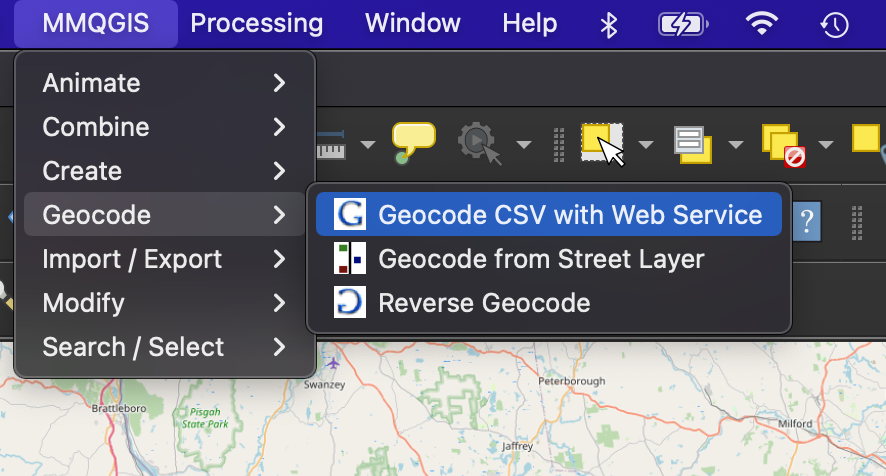 MMQGIS Processing Window Help
Animate
Combine
Create
Geocode
Import / Export
Modify
Search / Select
G Geocode CSV with Web Service
Geocode from Street Layer
Reverse Geocode
?
Swanzey
Peterborough
Brattleboro
Pisgah
State Park
Milford
Jaffrey